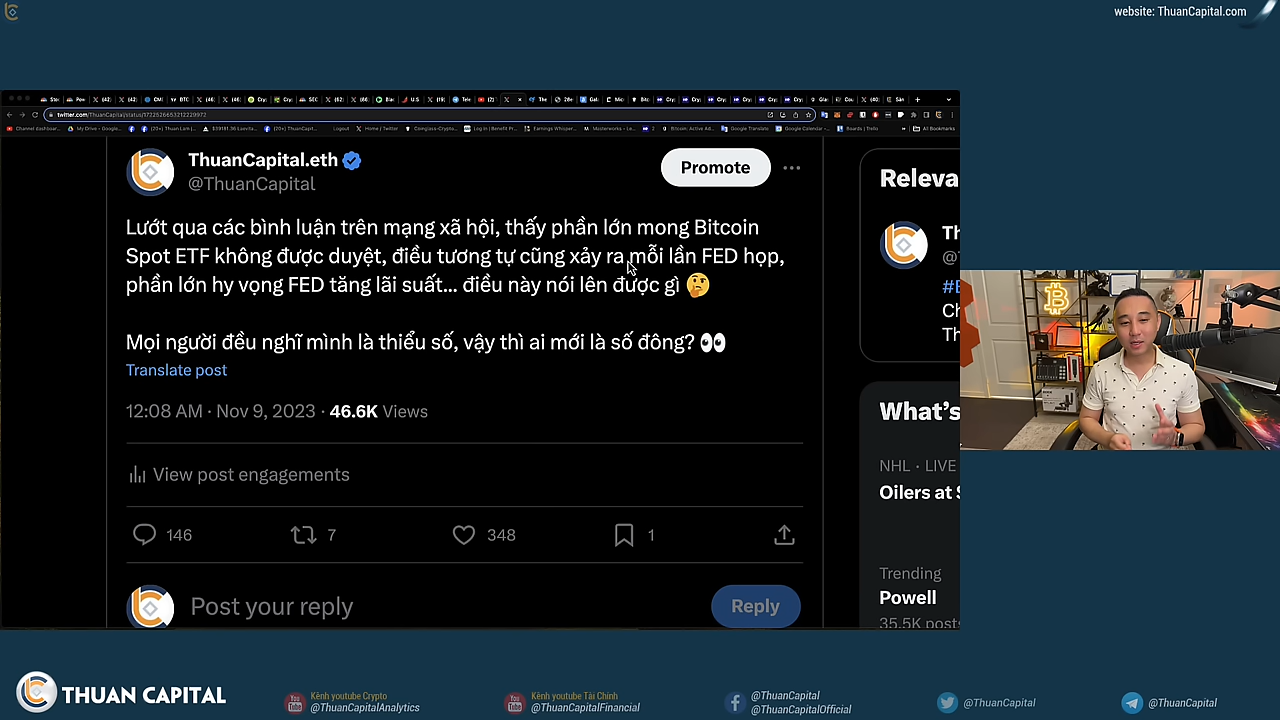 website: ThuanCapital.com
twitter.com/ThuanCapital/status/1722526653212229972
ThuanCapital.eth
@ThuanCapital
Promote
Lướt qua các bình luận trên mạng xã hội, thấy phần lớn mong Bitcoin
Spot ETF không được duyệt, điều tương tự cũng xảy ra mỗi lần FED họp,
phần lớn hy vọng FED tăng lãi suất... điều này nói lên được gì 🤔
Mọi người đều nghĩ mình là thiểu số, vậy thì ai mới là số đông? 👀
Translate post
12:08 AM · Nov 9, 2023 · 46.6K Views
View post engagements
146 7 348 1
Post your reply
Reply
Releva
Th
@T
#B
Ch
Th
What's
NHL · LIVE
Oilers at S
Trending
Powell
35.5K posts
THUAN CAPITAL
Kênh youtube Crypto
@ThuanCapitalAnalytics
Kênh youtube Tài Chính
@ThuanCapitalFinancial
@ThuanCapital
@ThuanCapitalOfficial
@ThuanCapital
@ThuanCapital